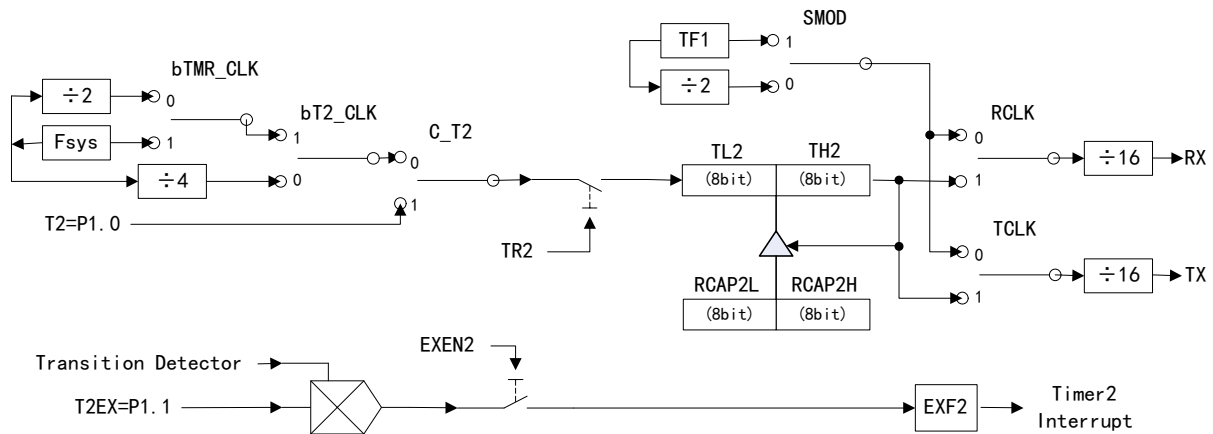 SMOD
TF1
1
÷2
0
bTMR_CLK
÷2
0
bT2_CLK
Fsys
1
1
C_T2
÷4
0
0
1
T2=P1.0
TR2
TL2
TH2
(8bit)
(8bit)
RCAP2L
RCAP2H
(8bit)
(8bit)
RCLK
0
1
÷16
RX
TCLK
0
1
÷16
TX
EXEN2
Transition Detector
T2EX=P1.1
EXF2
Timer2
Interrupt